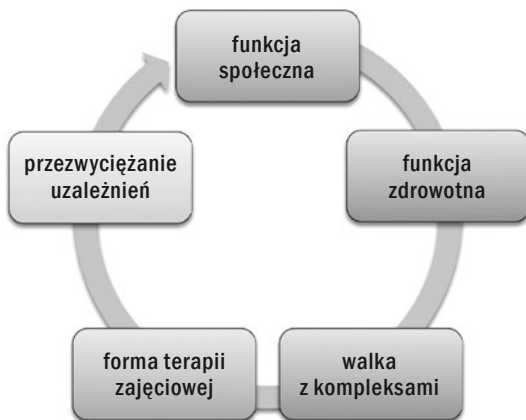 funkcja
społeczna
funkcja
zdrowotna
walka
z kompleksami
forma terapii
zajęciowej
przezwyciężanie
uzależnień